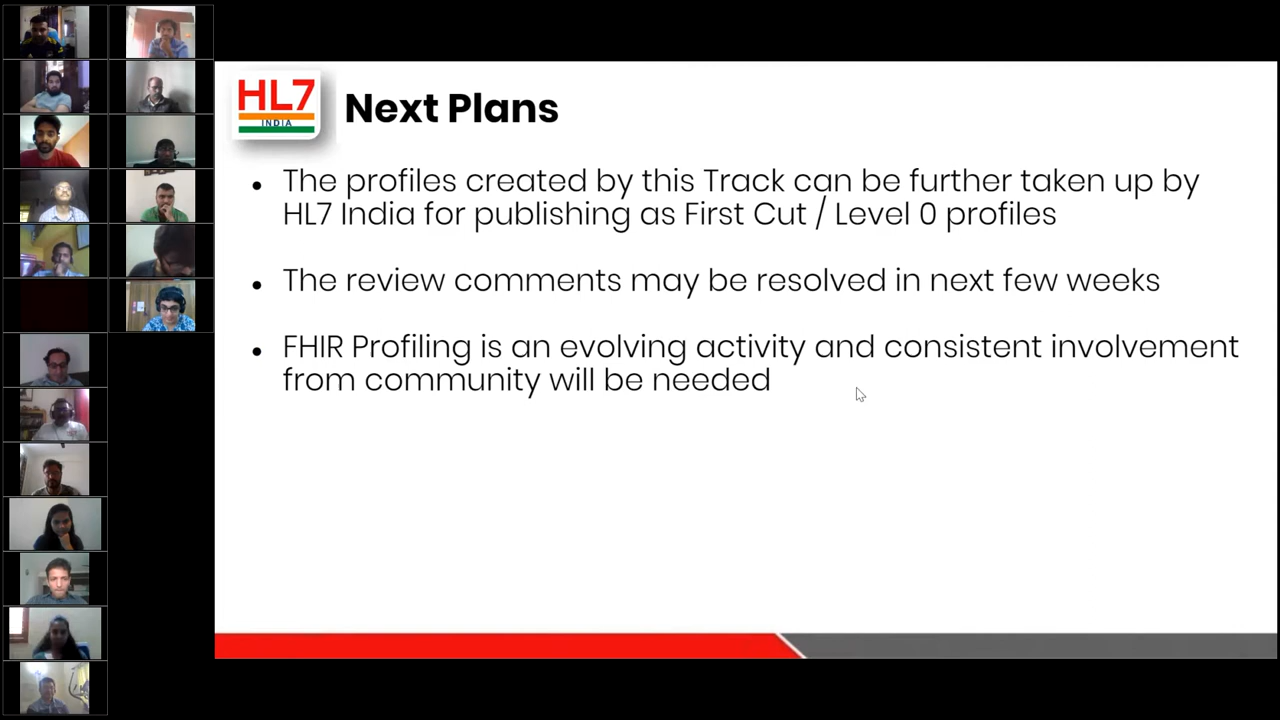 HL7
INDIA
Next Plans
• The profiles created by this Track can be further taken up by
HL7 India for publishing as First Cut / Level 0 profiles
• The review comments may be resolved in next few weeks
• FHIR Profiling is an evolving activity and consistent involvement
from community will be needed